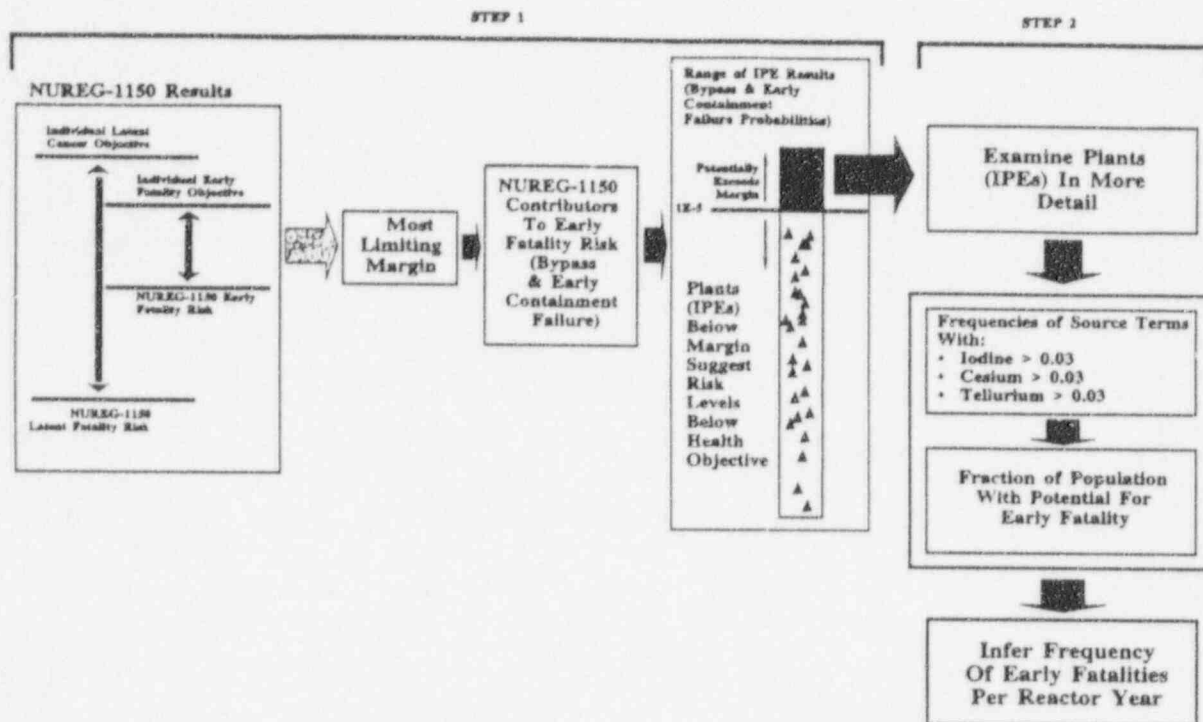 STEP 1
STEP 2
NUREG-1150 Results
Individual Latent
Cancer Objective
Individual Early
Fatality Objective
NUREG-1150 Early
Fatality Risk
NUREG-1150
Latent Fatality Risk
Most
Limiting
Margin
NUREG-1150
Contributors
To Early
Fatality Risk
(Bypass
& Early
Containment
Failure)
Range of IPE Results
(Bypass & Early
Containment
Failure Probabilities)
Potentially
Exceeds
Margin
1E-5
Plants
(IPEs)
Below
Margin
Suggest
Risk
Levels
Below
Health
Objective
Examine Plants
(IPEs) In More
Detail
Frequencies of Source Terms
With:
• Iodine > 0.03
• Cesium > 0.03
• Tellurium > 0.03
Fraction of Population
With Potential For
Early Fatality
Infer Frequency
Of Early Fatalities
Per Reactor Year